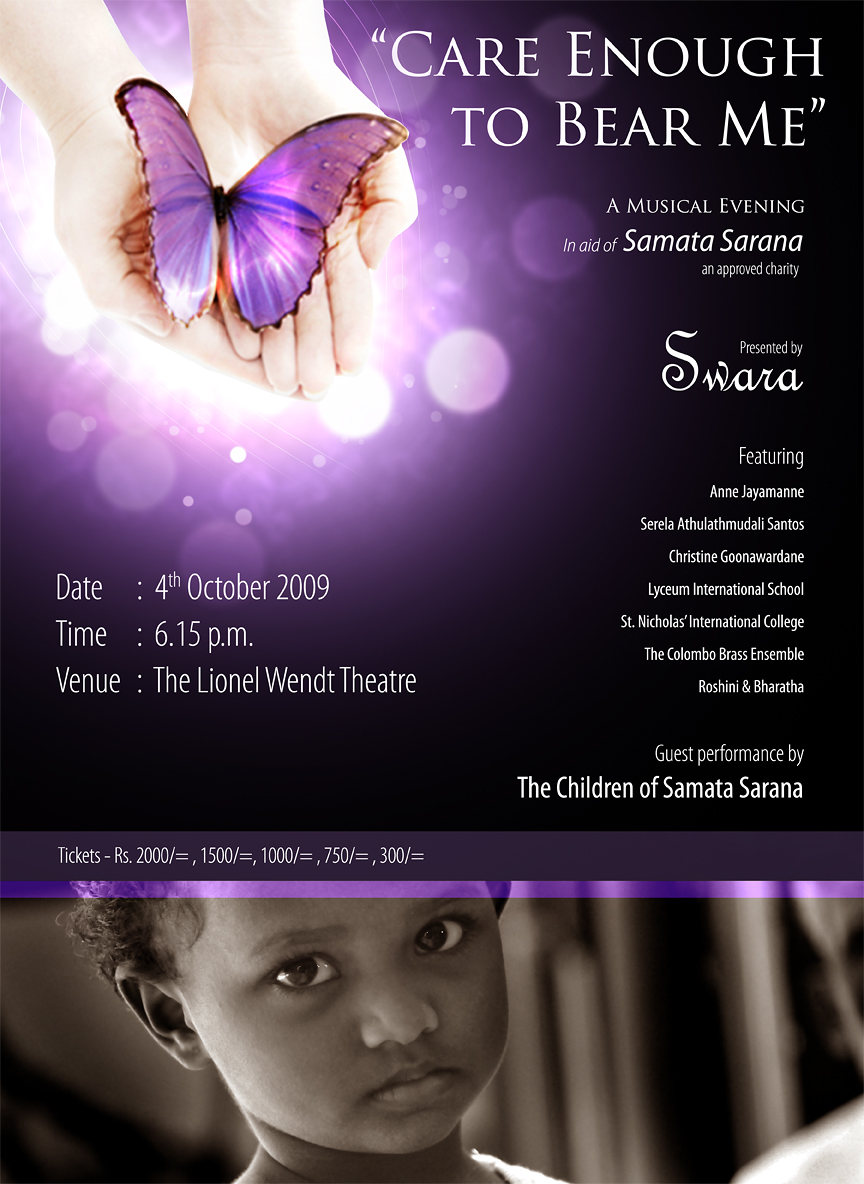 “Care Enough
to Bear Me”
A Musical Evening
In aid of Samata Sarana
an approved charity
Presented by
Swara
Featuring
Anne Jayamanne
Serela Athulathmudali Santos
Christine Goonawardane
Lyceum International School
St. Nicholas’ International College
The Colombo Brass Ensemble
Roshini & Bharatha
Date : 4th October 2009
Time : 6.15 p.m.
Venue : The Lionel Wendt Theatre
Guest performance by
The Children of Samata Sarana
Tickets - Rs. 2000/= , 1500/=, 1000/= , 750/= , 300/=